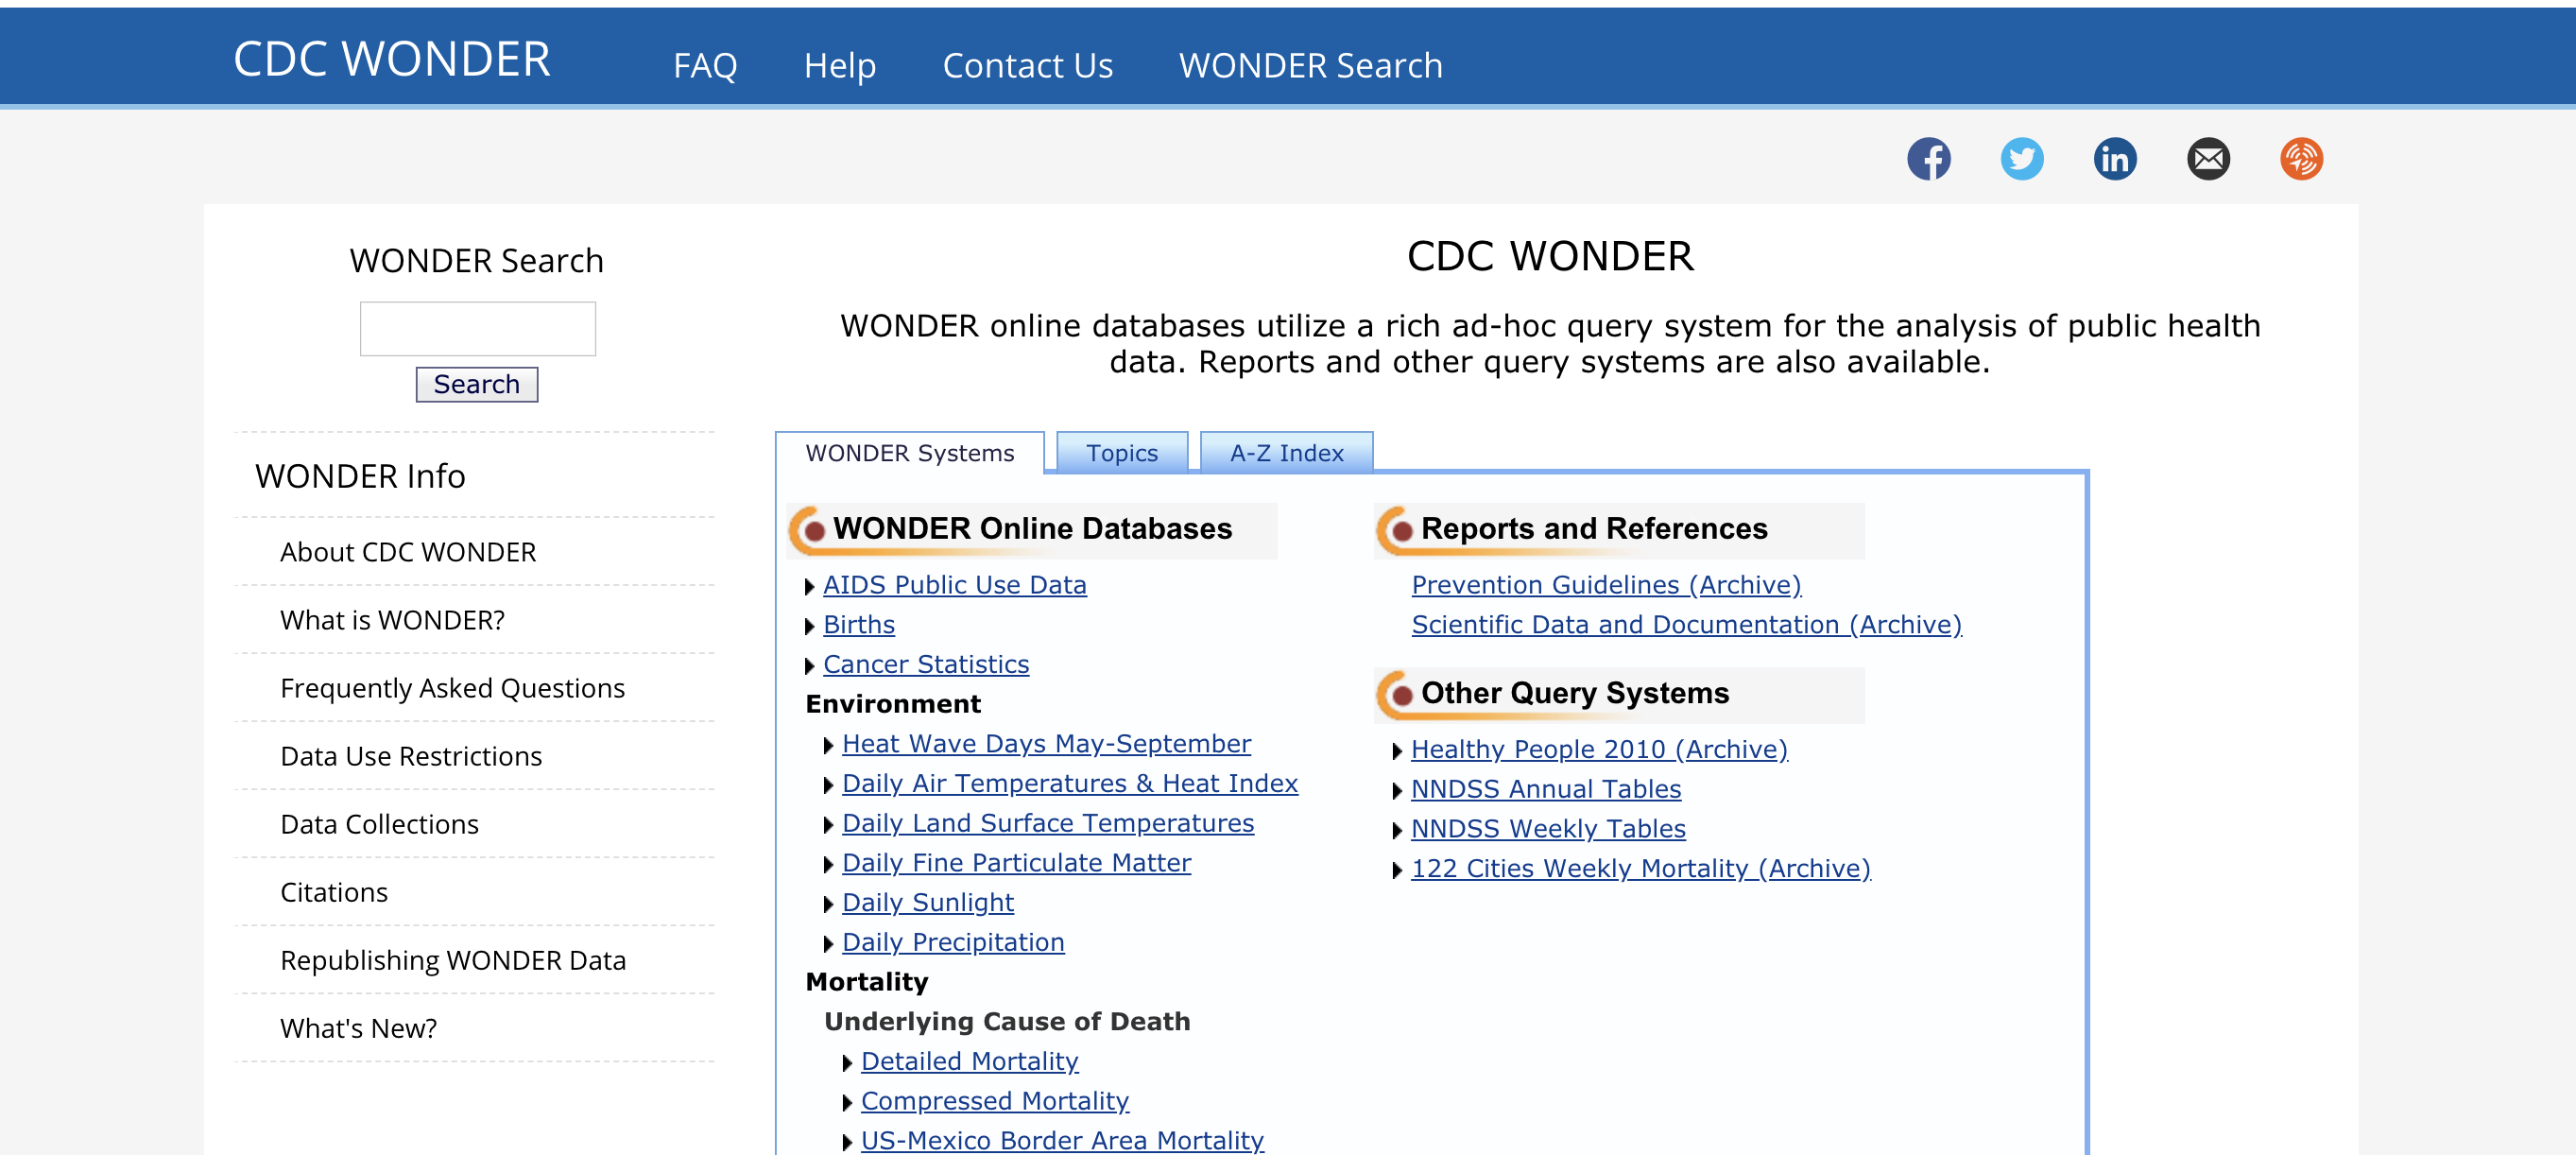 CDC WONDER
FAQ
Help
Contact Us
WONDER Search
WONDER Search
Search
WONDER Info
About CDC WONDER
What is WONDER?
Frequently Asked Questions
Data Use Restrictions
Data Collections
Citations
Republishing WONDER Data
What's New?
CDC WONDER
WONDER online databases utilize a rich ad-hoc query system for the analysis of public health
data. Reports and other query systems are also available.
WONDER Systems
Topics
A-Z Index
WONDER Online Databases
AIDS Public Use Data
Births
Cancer Statistics
Environment
Heat Wave Days May-September
Daily Air Temperatures & Heat Index
Daily Land Surface Temperatures
Daily Fine Particulate Matter
Daily Sunlight
Daily Precipitation
Mortality
Underlying Cause of Death
Detailed Mortality
Compressed Mortality
US-Mexico Border Area Mortality
Reports and References
Prevention Guidelines (Archive)
Scientific Data and Documentation (Archive)
Other Query Systems
Healthy People 2010 (Archive)
NNDSS Annual Tables
NNDSS Weekly Tables
122 Cities Weekly Mortality (Archive)